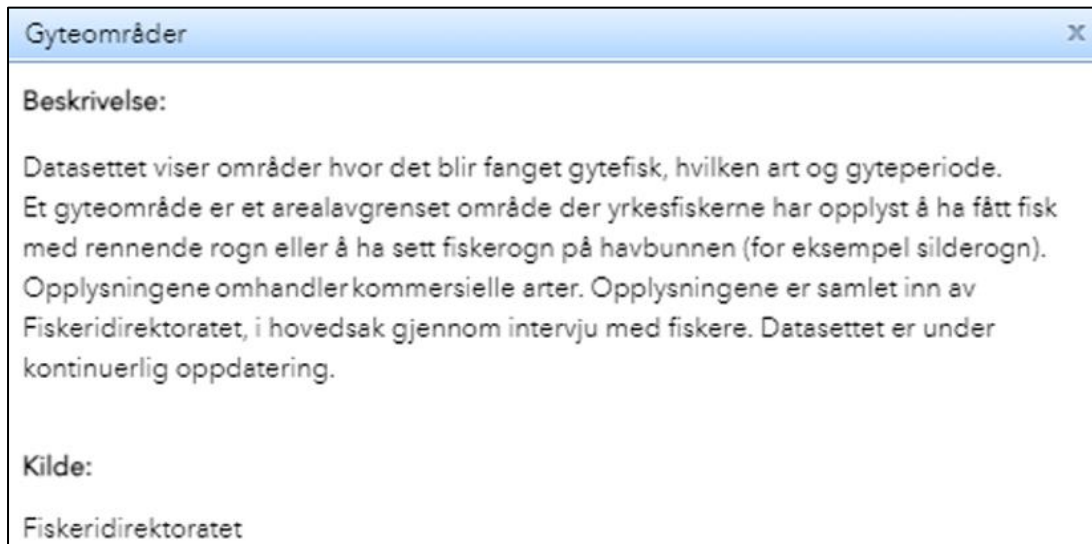 Gyteområder x
Beskrivelse:
Datasettet viser områder hvor det blir fanget gytefisk, hvilken art og gyteperiode.
Et gyteområde er et arealavgrenset område der yrkesfiskerne har opplyst å ha fått fisk
med rennende rogn eller å ha sett fiskerogn på havbunnen (for eksempel silderogn).
Opplysningene omhandler kommersielle arter. Opplysningene er samlet inn av
Fiskeridirektoratet, i hovedsak gjennom intervju med fiskere. Datasettet er under
kontinuerlig oppdatering.
Kilde:
Fiskeridirektoratet